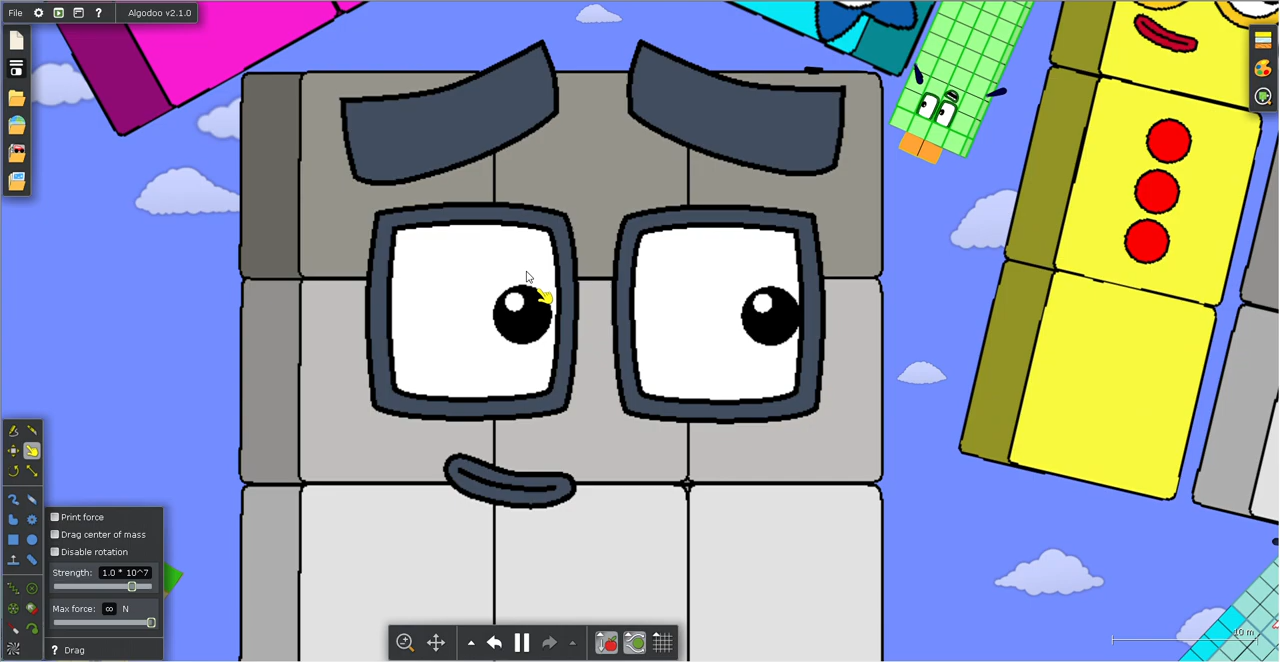 File ? Algodoo v2.1.0
Print force
Drag center of mass
Disable rotation
Strength: 1.0 * 10^7
Max force: ∞ N
? Drag
10 m